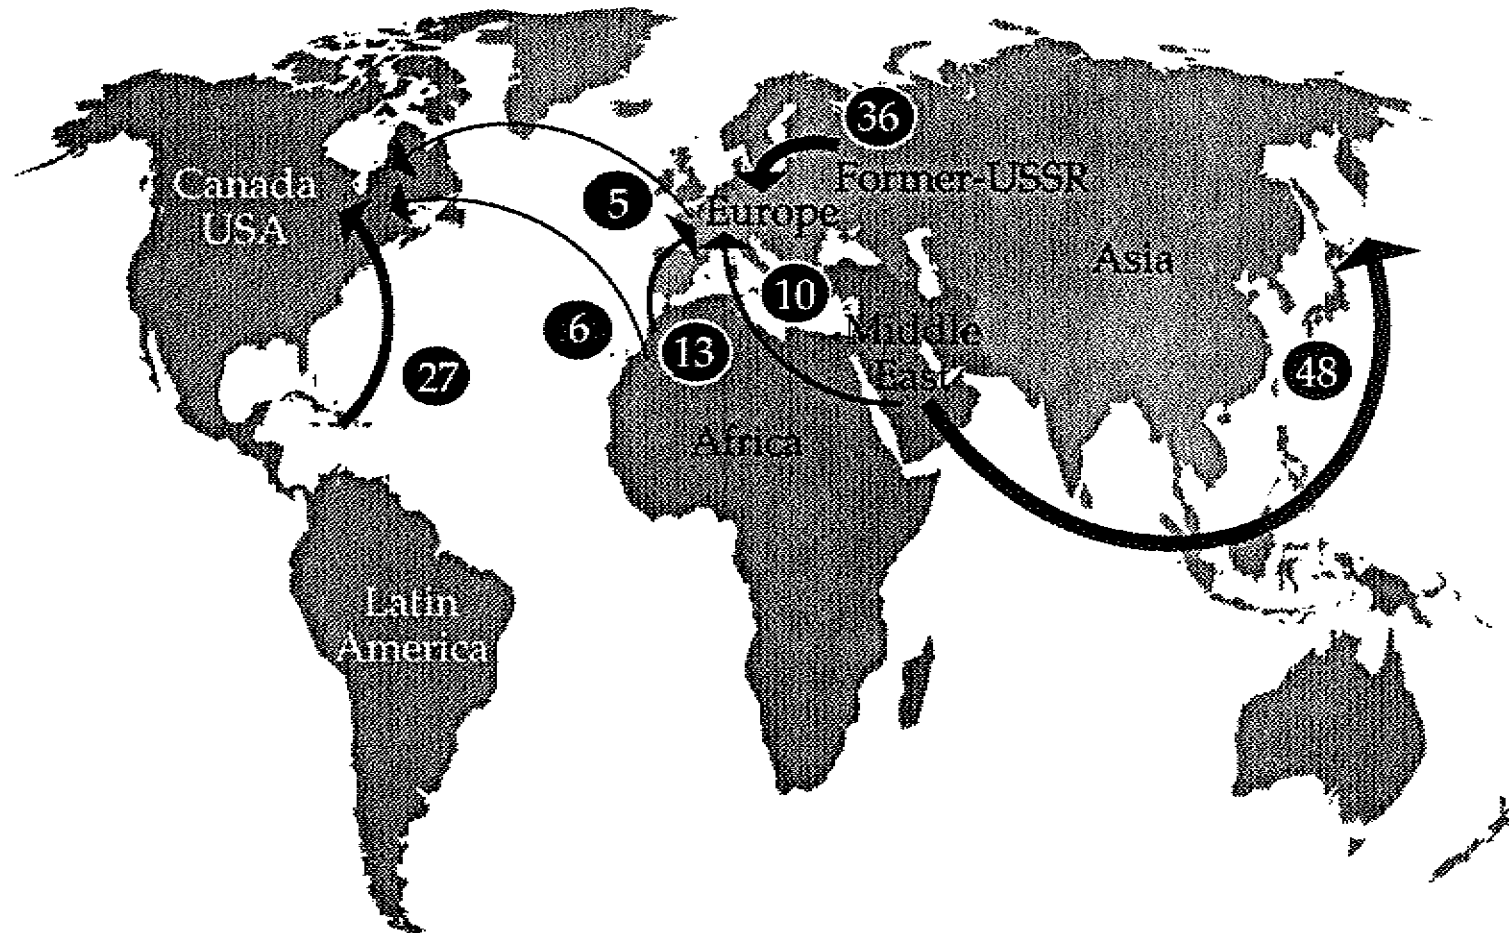 36
Canada
USA
5
Former-USSR
Europe
Asia
10
6
13
Middle
East
27
48
Africa
Latin
America